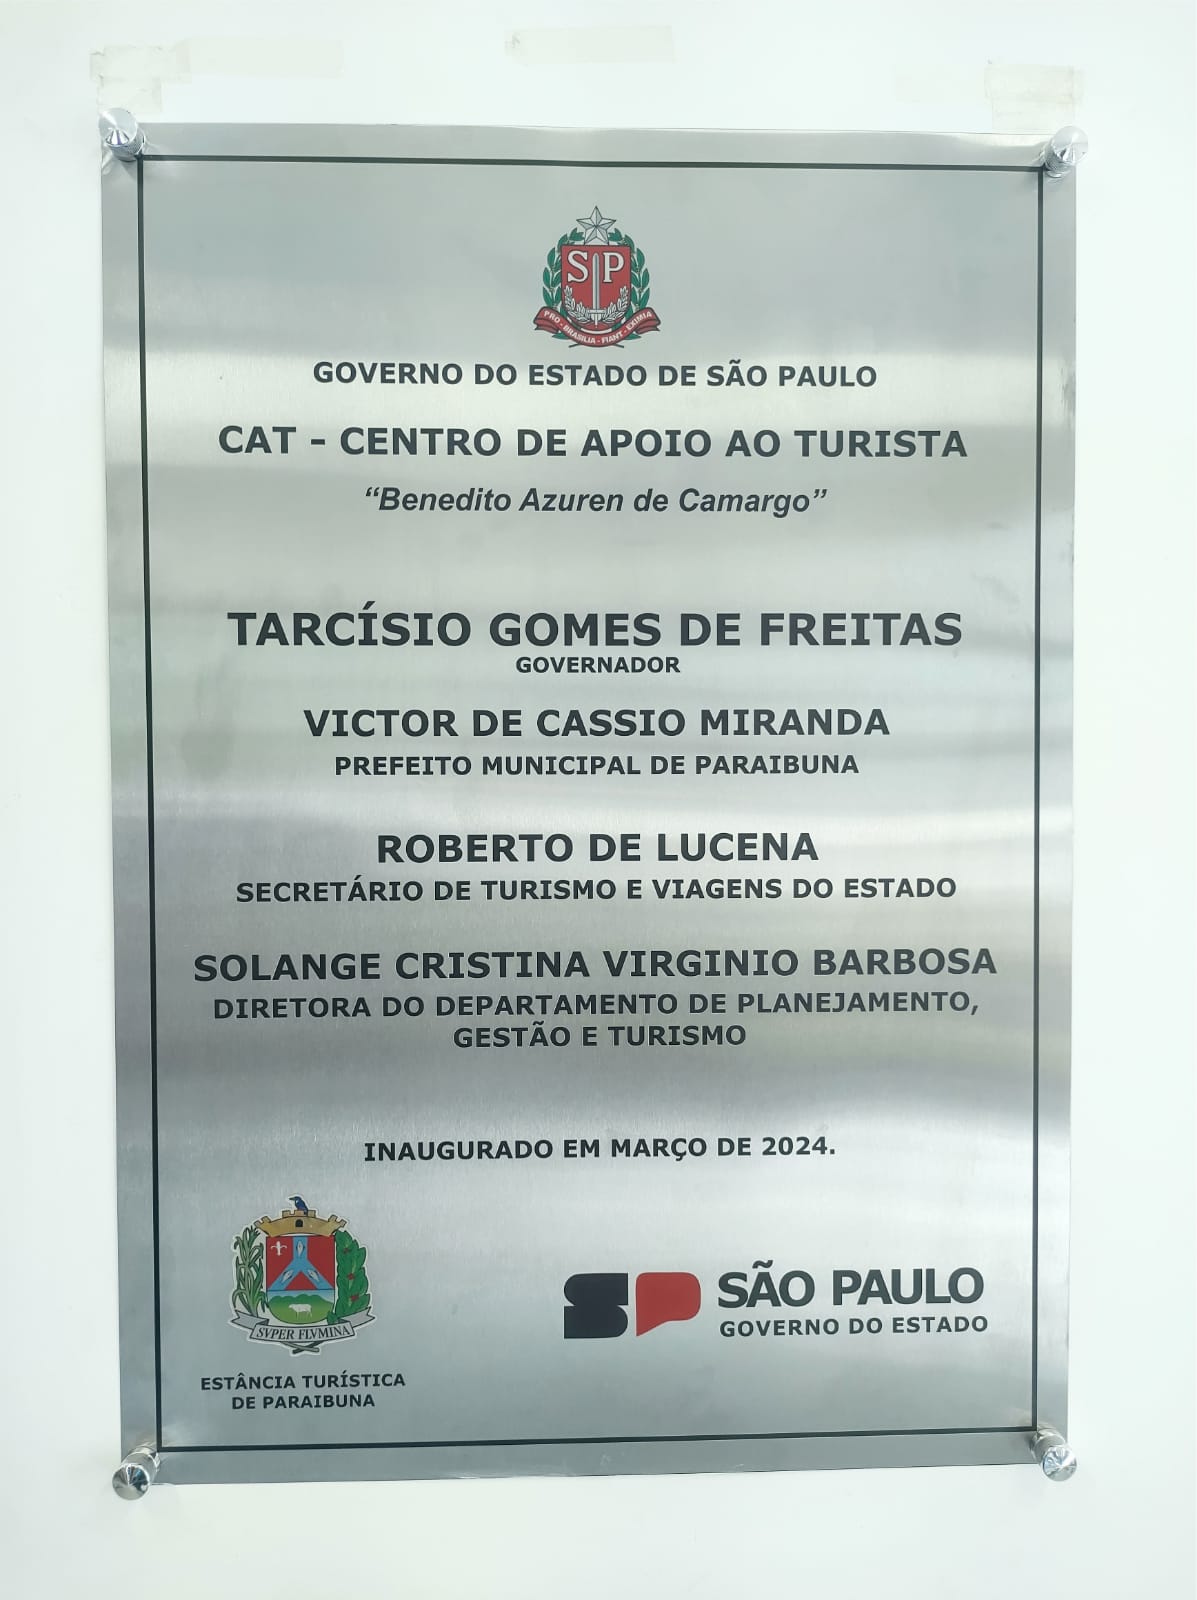 SP
PRO · BRASILIA · FIANT · EXIMIA
GOVERNO DO ESTADO DE SÃO PAULO
CAT - CENTRO DE APOIO AO TURISTA
“Benedito Azuren de Camargo”
TARCÍSIO GOMES DE FREITAS
GOVERNADOR
VICTOR DE CASSIO MIRANDA
PREFEITO MUNICIPAL DE PARAIBUNA
ROBERTO DE LUCENA
SECRETÁRIO DE TURISMO E VIAGENS DO ESTADO
SOLANGE CRISTINA VIRGINIO BARBOSA
DIRETORA DO DEPARTAMENTO DE PLANEJAMENTO,
GESTÃO E TURISMO
INAUGURADO EM MARÇO DE 2024.
SVPER FLVMINA
ESTÂNCIA TURÍSTICA
DE PARAIBUNA
SP SÃO PAULO
GOVERNO DO ESTADO